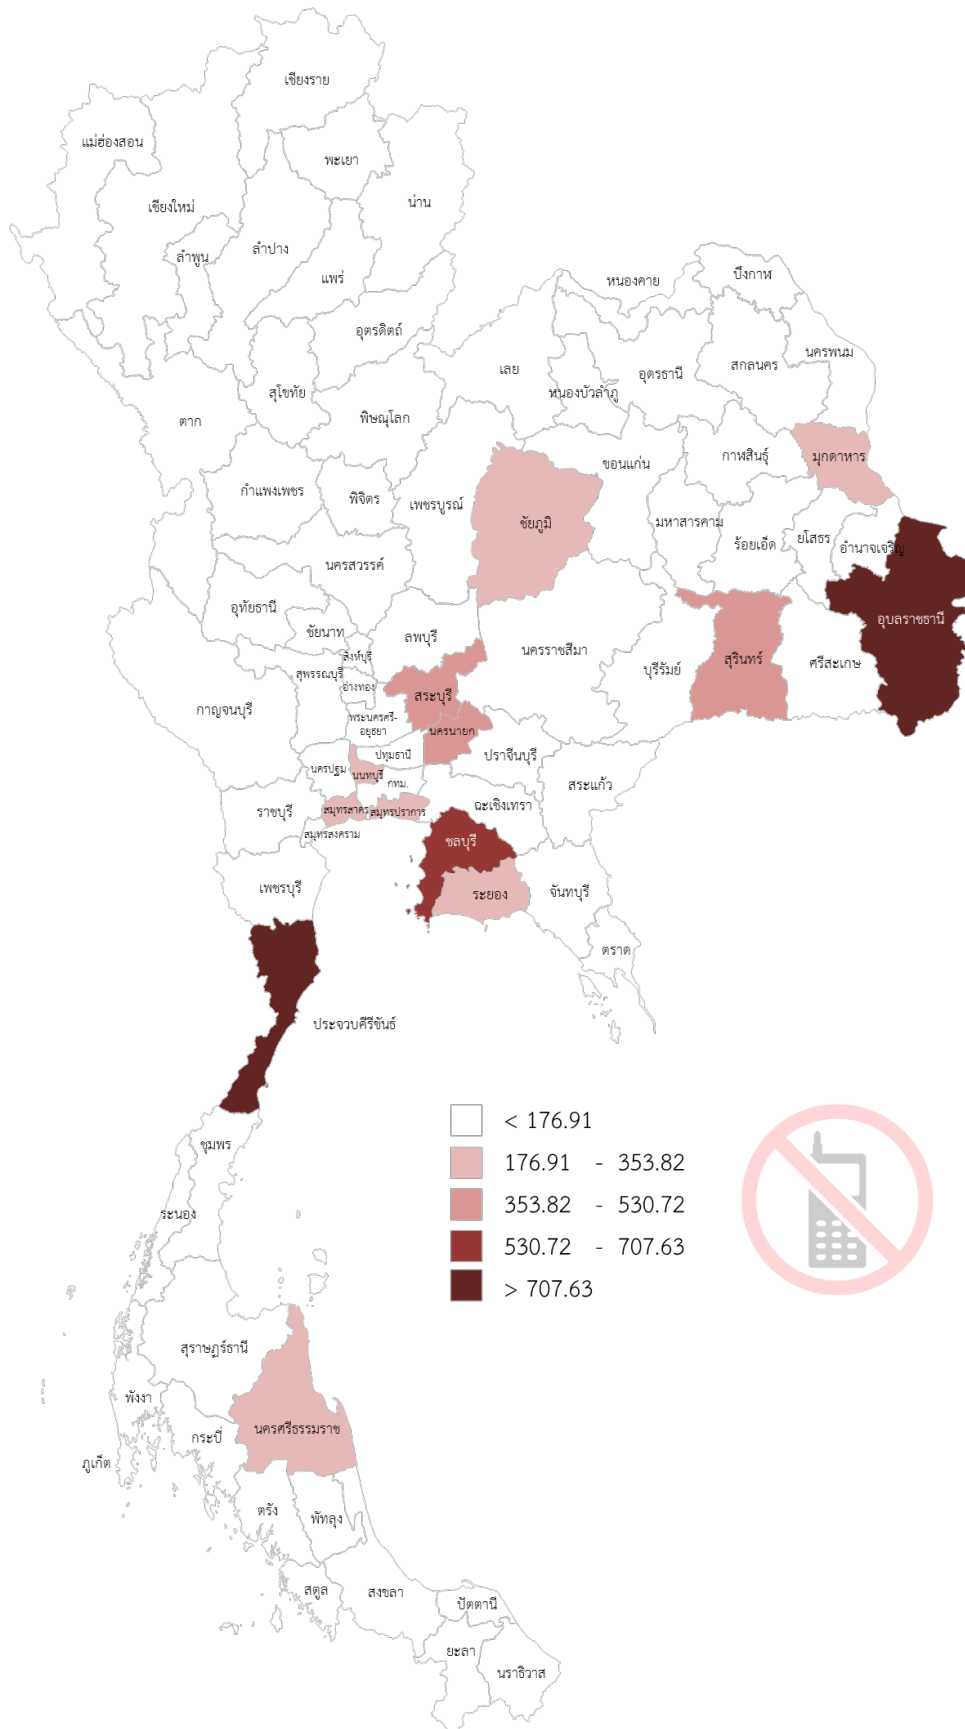 เชียงราย
แม่ฮ่องสอน
พะเยา
น่าน
เชียงใหม่
ลำปาง
ลำพูน
แพร่
บึงกาฬ
หนองคาย
อุตรดิตถ์
นครพนม
สกลนคร
เลย
อุดรธานี
หนองบัวลำภู
สุโขทัย
พิษณุโลก
ตาก
มุกดาหาร
กาฬสินธุ์
ขอนแก่น
กำแพงเพชร
พิจิตร
เพชรบูรณ์
ชัยภูมิ
มหาสารคาม
ยโสธร
ร้อยเอ็ด
อำนาจเจริญ
นครสวรรค์
อุทัยธานี
อุบลราชธานี
ชัยนาท
ลพบุรี
นครราชสีมา
สิงห์บุรี
สุรินทร์
ศรีสะเกษ
บุรีรัมย์
สุพรรณบุรี
อ่างทอง
สระบุรี
กาญจนบุรี
พระนครศรี-
อยุธยา
นครนายก
ปทุมธานี
ปราจีนบุรี
นครปฐม
นนทบุรี
กทม.
สระแก้ว
ราชบุรี
สมุทรสาคร
สมุทรปราการ
ฉะเชิงเทรา
สมุทรสงคราม
ชลบุรี
เพชรบุรี
ระยอง
จันทบุรี
ตราด
ประจวบคีรีขันธ์
< 176.91
ชุมพร
176.91 - 353.82
353.82 - 530.72
ระนอง
530.72 - 707.63
> 707.63
สุราษฎร์ธานี
พังงา
นครศรีธรรมราช
กระบี่
ภูเก็ต
ตรัง
พัทลุง
สตูล
สงขลา
ปัตตานี
ยะลา
นราธิวาส